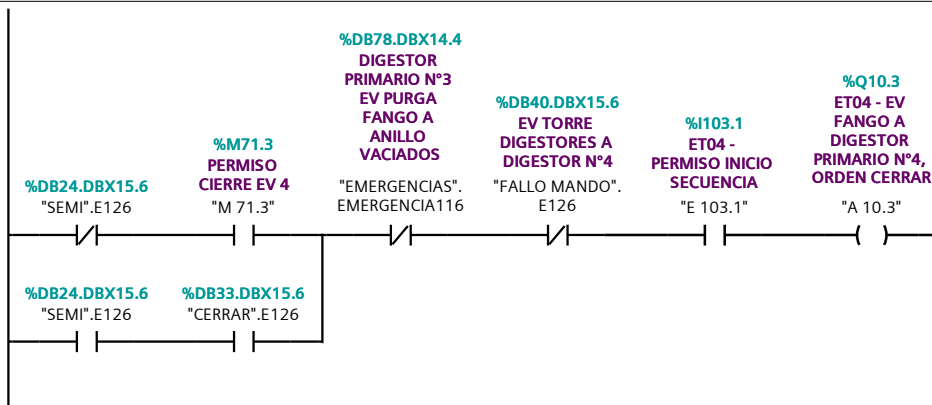 %DB24.DBX15.6
"SEMI".E126
%M71.3
PERMISO
CIERRE EV 4
"M 71.3"
%DB78.DBX14.4
DIGESTOR
PRIMARIO N°3
EV PURGA
FANGO A
ANILLO
VACIADOS
"EMERGENCIAS".
EMERGENCIA116
%DB40.DBX15.6
EV TORRE
DIGESTORES A
DIGESTOR N°4
"FALLO MANDO".
E126
%I103.1
ET04 -
PERMISO INICIO
SECUENCIA
"E 103.1"
%Q10.3
ET04 - EV
FANGO A
DIGESTOR
PRIMARIO N°4,
ORDEN CERRAR
"A 10.3"
%DB24.DBX15.6
"SEMI".E126
%DB33.DBX15.6
"CERRAR".E126